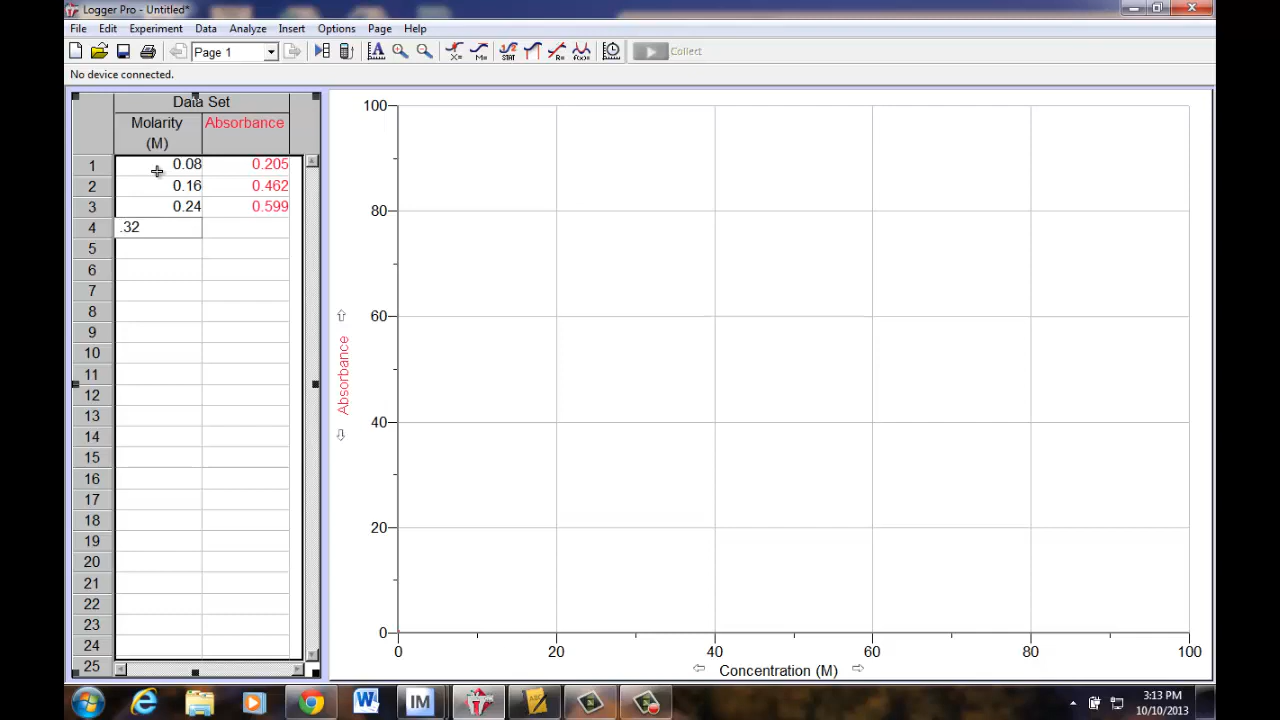 Logger Pro - Untitled*
File Edit Experiment Data Analyze Insert Options Page Help
Page 1 X= M= STAT R= f(x)= Collect
No device connected.
Data Set
Molarity Absorbance
(M)
1 0.08 0.205
2 0.16 0.462
3 0.24 0.599
4 .32
5
6
7
8
9
10
11
12
13
14
15
16
17
18
19
20
21
22
23
24
25
100
80
60
40
20
0
Absorbance
0 20 40 60 80 100
Concentration (M)
W IM ABC 3:13 PM
10/10/2013